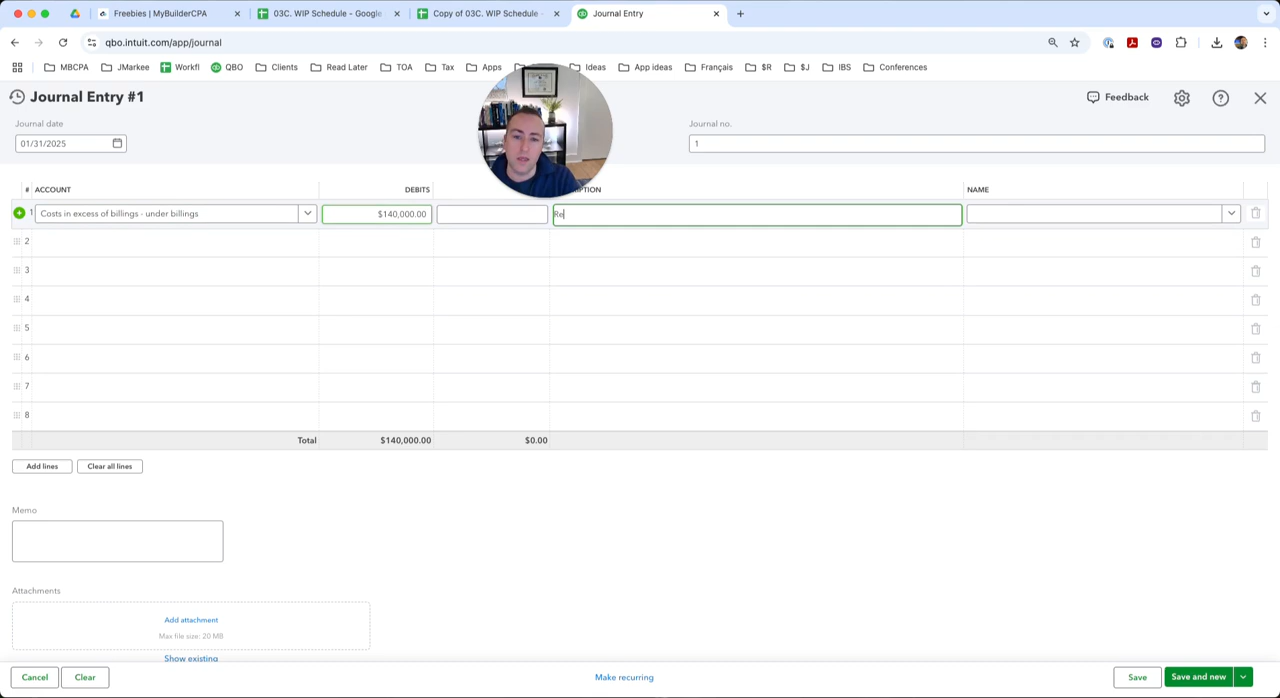 Freebies | MyBuilderCPA
03C. WIP Schedule - Google
Copy of 03C. WIP Schedule -
Journal Entry
qbo.intuit.com/app/journal
MBCPA
JMarkee
Workfl
QBO
Clients
Read Later
TOA
Tax
Apps
Ideas
App ideas
Français
$R
$J
IBS
Conferences
Journal Entry #1
Feedback
Journal date
Journal no.
01/31/2025
1
# ACCOUNT DEBITS PTION NAME
1 Costs in excess of billings - under billings $140,000.00 Re
2
3
4
5
6
7
8
Total $140,000.00 $0.00
Add lines Clear all lines
Memo
Attachments
Add attachment
Max file size: 20 MB
Show existing
Cancel Clear Make recurring Save Save and new